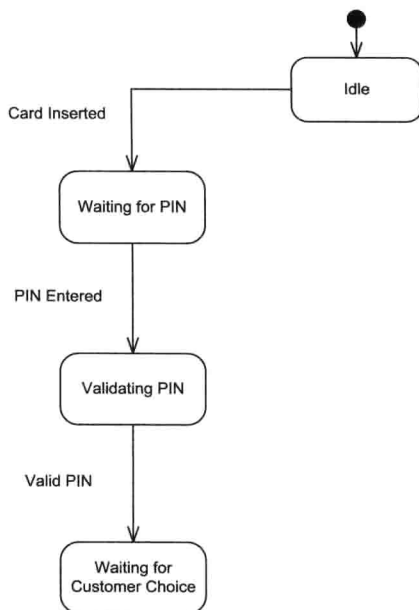 Idle
Card Inserted
Waiting for PIN
PIN Entered
Validating PIN
Valid PIN
Waiting for
Customer Choice